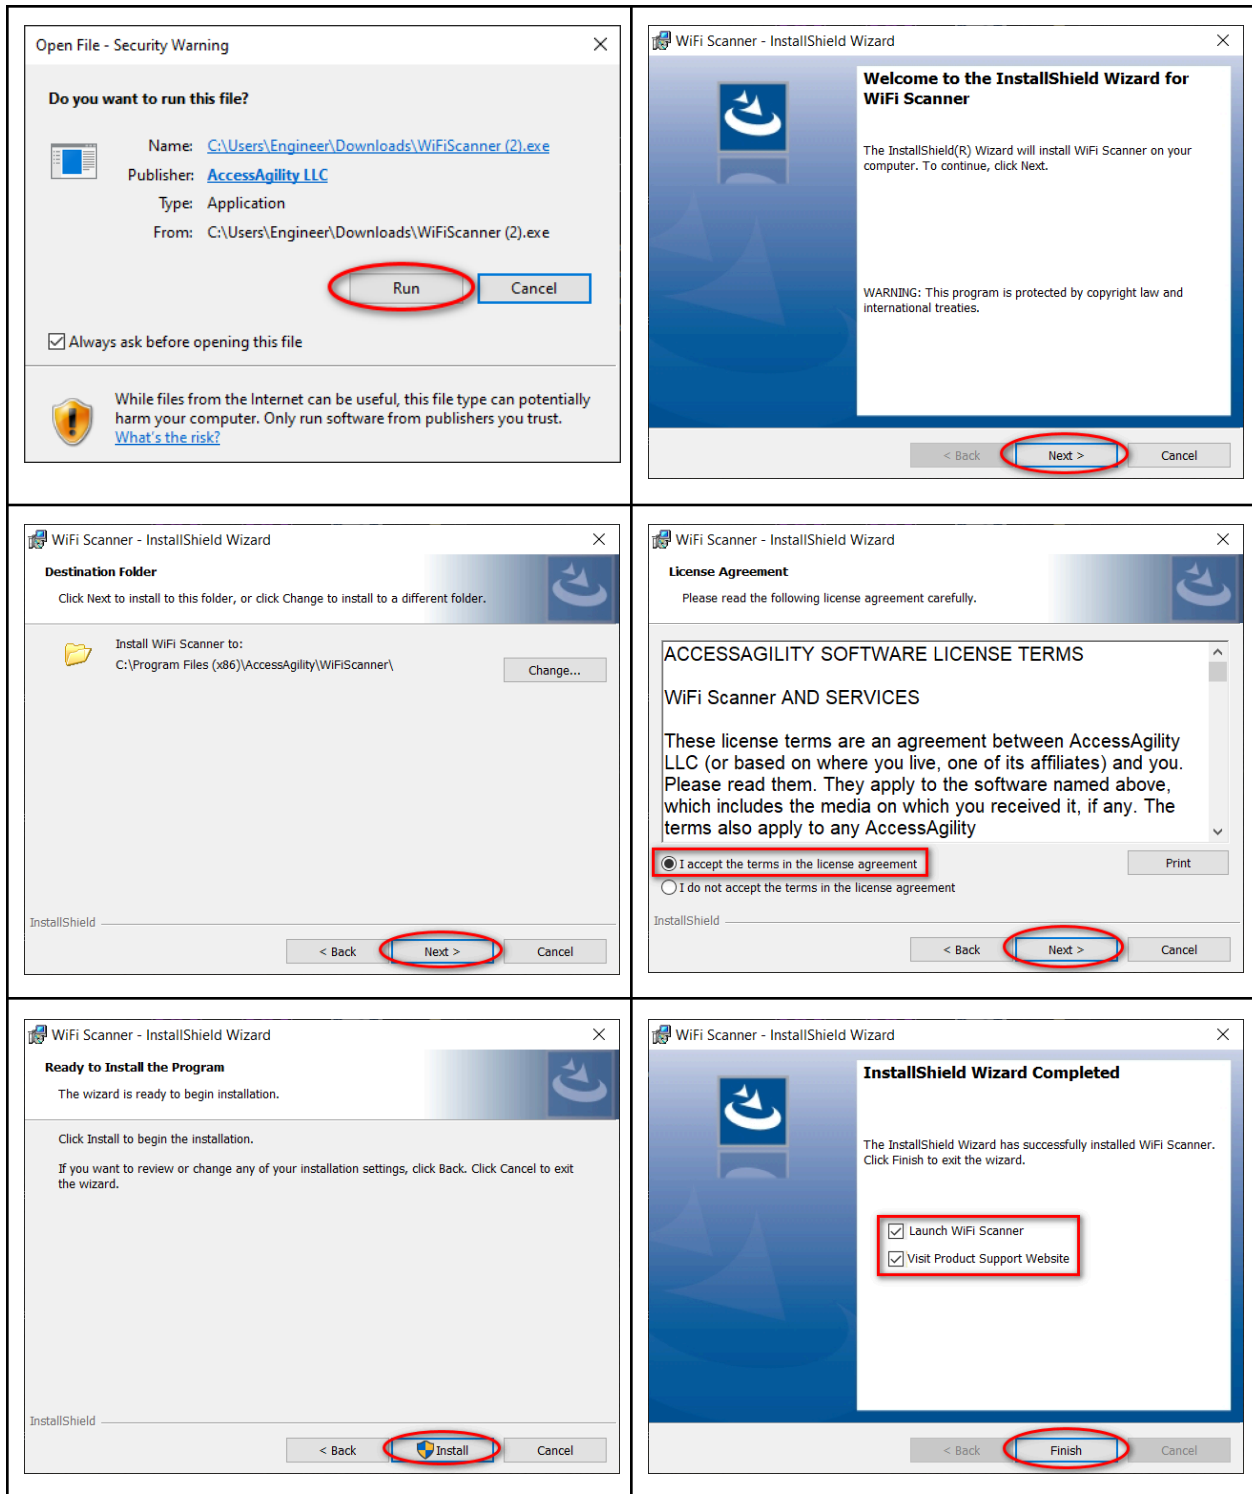 Open File - Security Warning
Do you want to run this file?
Name: C:\Users\Engineer\Downloads\WiFiScanner (2).exe
Publisher: AccessAgility LLC
Type: Application
From: C:\Users\Engineer\Downloads\WiFiScanner (2).exe
Run Cancel
Always ask before opening this file
While files from the Internet can be useful, this file type can potentially
harm your computer. Only run software from publishers you trust.
What's the risk?
WiFi Scanner - InstallShield Wizard
Welcome to the InstallShield Wizard for
WiFi Scanner
The InstallShield(R) Wizard will install WiFi Scanner on your
computer. To continue, click Next.
WARNING: This program is protected by copyright law and
international treaties.
< Back Next > Cancel
WiFi Scanner - InstallShield Wizard
Destination Folder
Click Next to install to this folder, or click Change to install to a different folder.
Install WiFi Scanner to:
C:\Program Files (x86)\AccessAgility\WiFiScanner\
Change...
InstallShield
< Back Next > Cancel
WiFi Scanner - InstallShield Wizard
License Agreement
Please read the following license agreement carefully.
ACCESSAGILITY SOFTWARE LICENSE TERMS
WiFi Scanner AND SERVICES
These license terms are an agreement between AccessAgility
LLC (or based on where you live, one of its affiliates) and you.
Please read them. They apply to the software named above,
which includes the media on which you received it, if any. The
terms also apply to any AccessAgility
I accept the terms in the license agreement
Print
I do not accept the terms in the license agreement
InstallShield
< Back Next > Cancel
WiFi Scanner - InstallShield Wizard
Ready to Install the Program
The wizard is ready to begin installation.
Click Install to begin the installation.
If you want to review or change any of your installation settings, click Back. Click Cancel to exit
the wizard.
InstallShield
< Back Install Cancel
WiFi Scanner - InstallShield Wizard
InstallShield Wizard Completed
The InstallShield Wizard has successfully installed WiFi Scanner.
Click Finish to exit the wizard.
Launch WiFi Scanner
Visit Product Support Website
< Back Finish Cancel